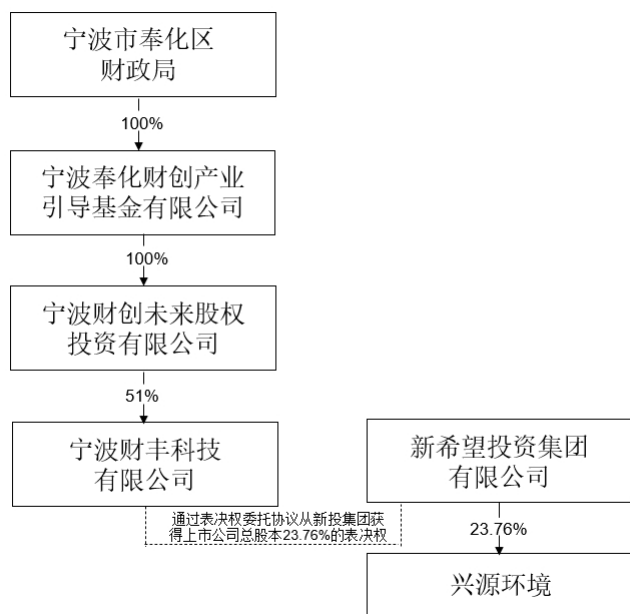 宁波市奉化区
财政局
100%
宁波奉化财创产业
引导基金有限公司
100%
宁波财创未来股权
投资有限公司
51%
宁波财丰科技
有限公司
新希望投资集团
有限公司
通过表决权委托协议从新投集团获
得上市公司总股本23.76%的表决权
23.76%
兴源环境